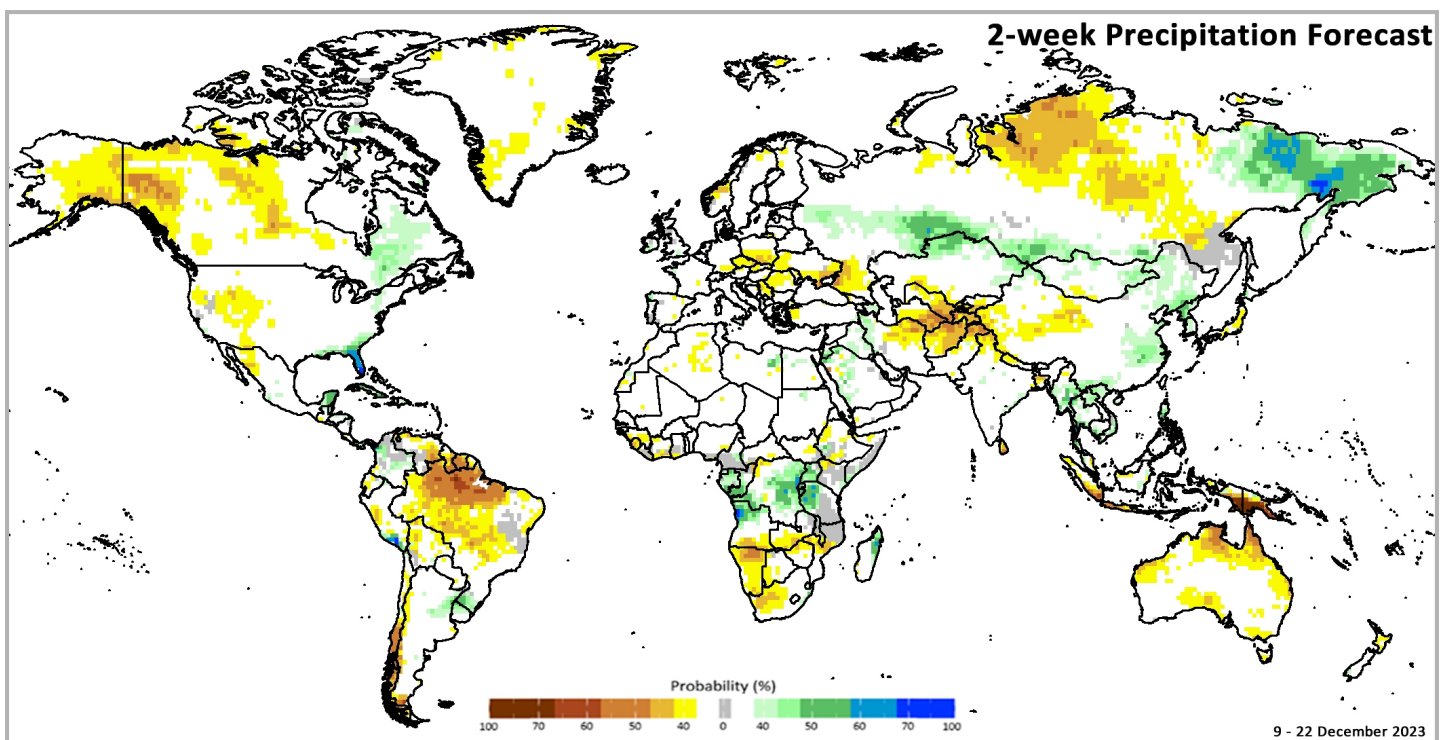 2-week Precipitation Forecast
Probability (%)
100 70 60 50 40 0 40 50 60 70 100
9 - 22 December 2023